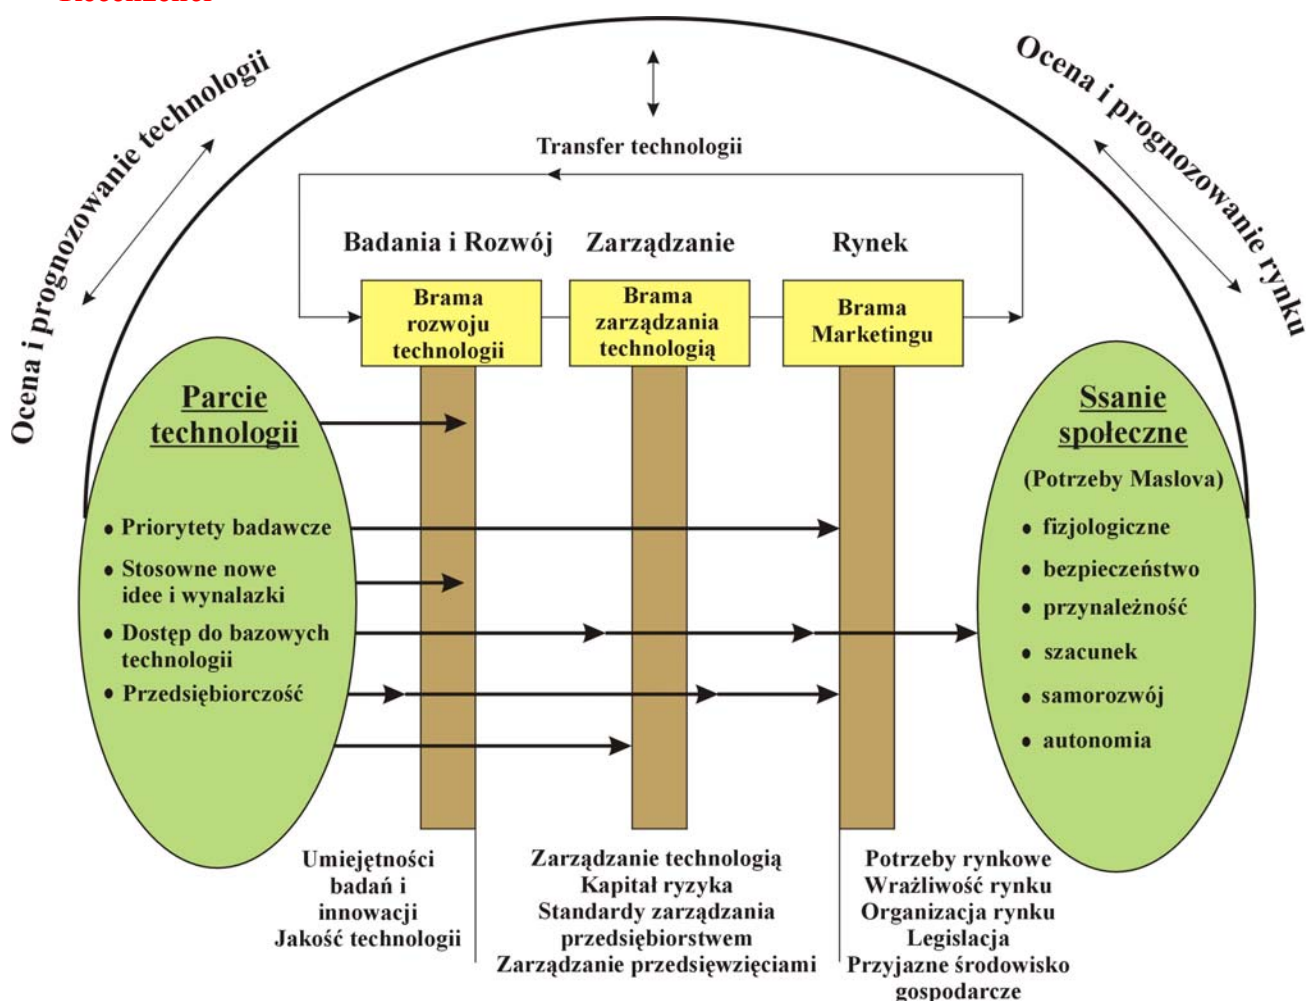 Ocena i prognozowanie technologii
Ocena i prognozowanie rynku
Transfer technologii
Badania i Rozwój
Zarządzanie
Rynek
Brama
rozwoju
technologii
Brama
zarządzania
technologią
Brama
Marketingu
Parcie
technologii
• Priorytety badawcze
• Stosowne nowe
idee i wynalazki
• Dostęp do bazowych
technologii
• Przedsiębiorczość
Ssanie
społeczne
(Potrzeby Maslova)
• fizjologiczne
• bezpieczeństwo
• przynależność
• szacunek
• samorozwój
• autonomia
Umiejętności
badań i
innowacji
Jakość technologii
Zarządzanie technologią
Kapitał ryzyka
Standardy zarządzania
przedsiębiorstwem
Zarządzanie przedsięwzięciami
Potrzeby rynkowe
Wrażliwość rynku
Organizacja rynku
Legislacja
Przyjazne środowisko
gospodarcze